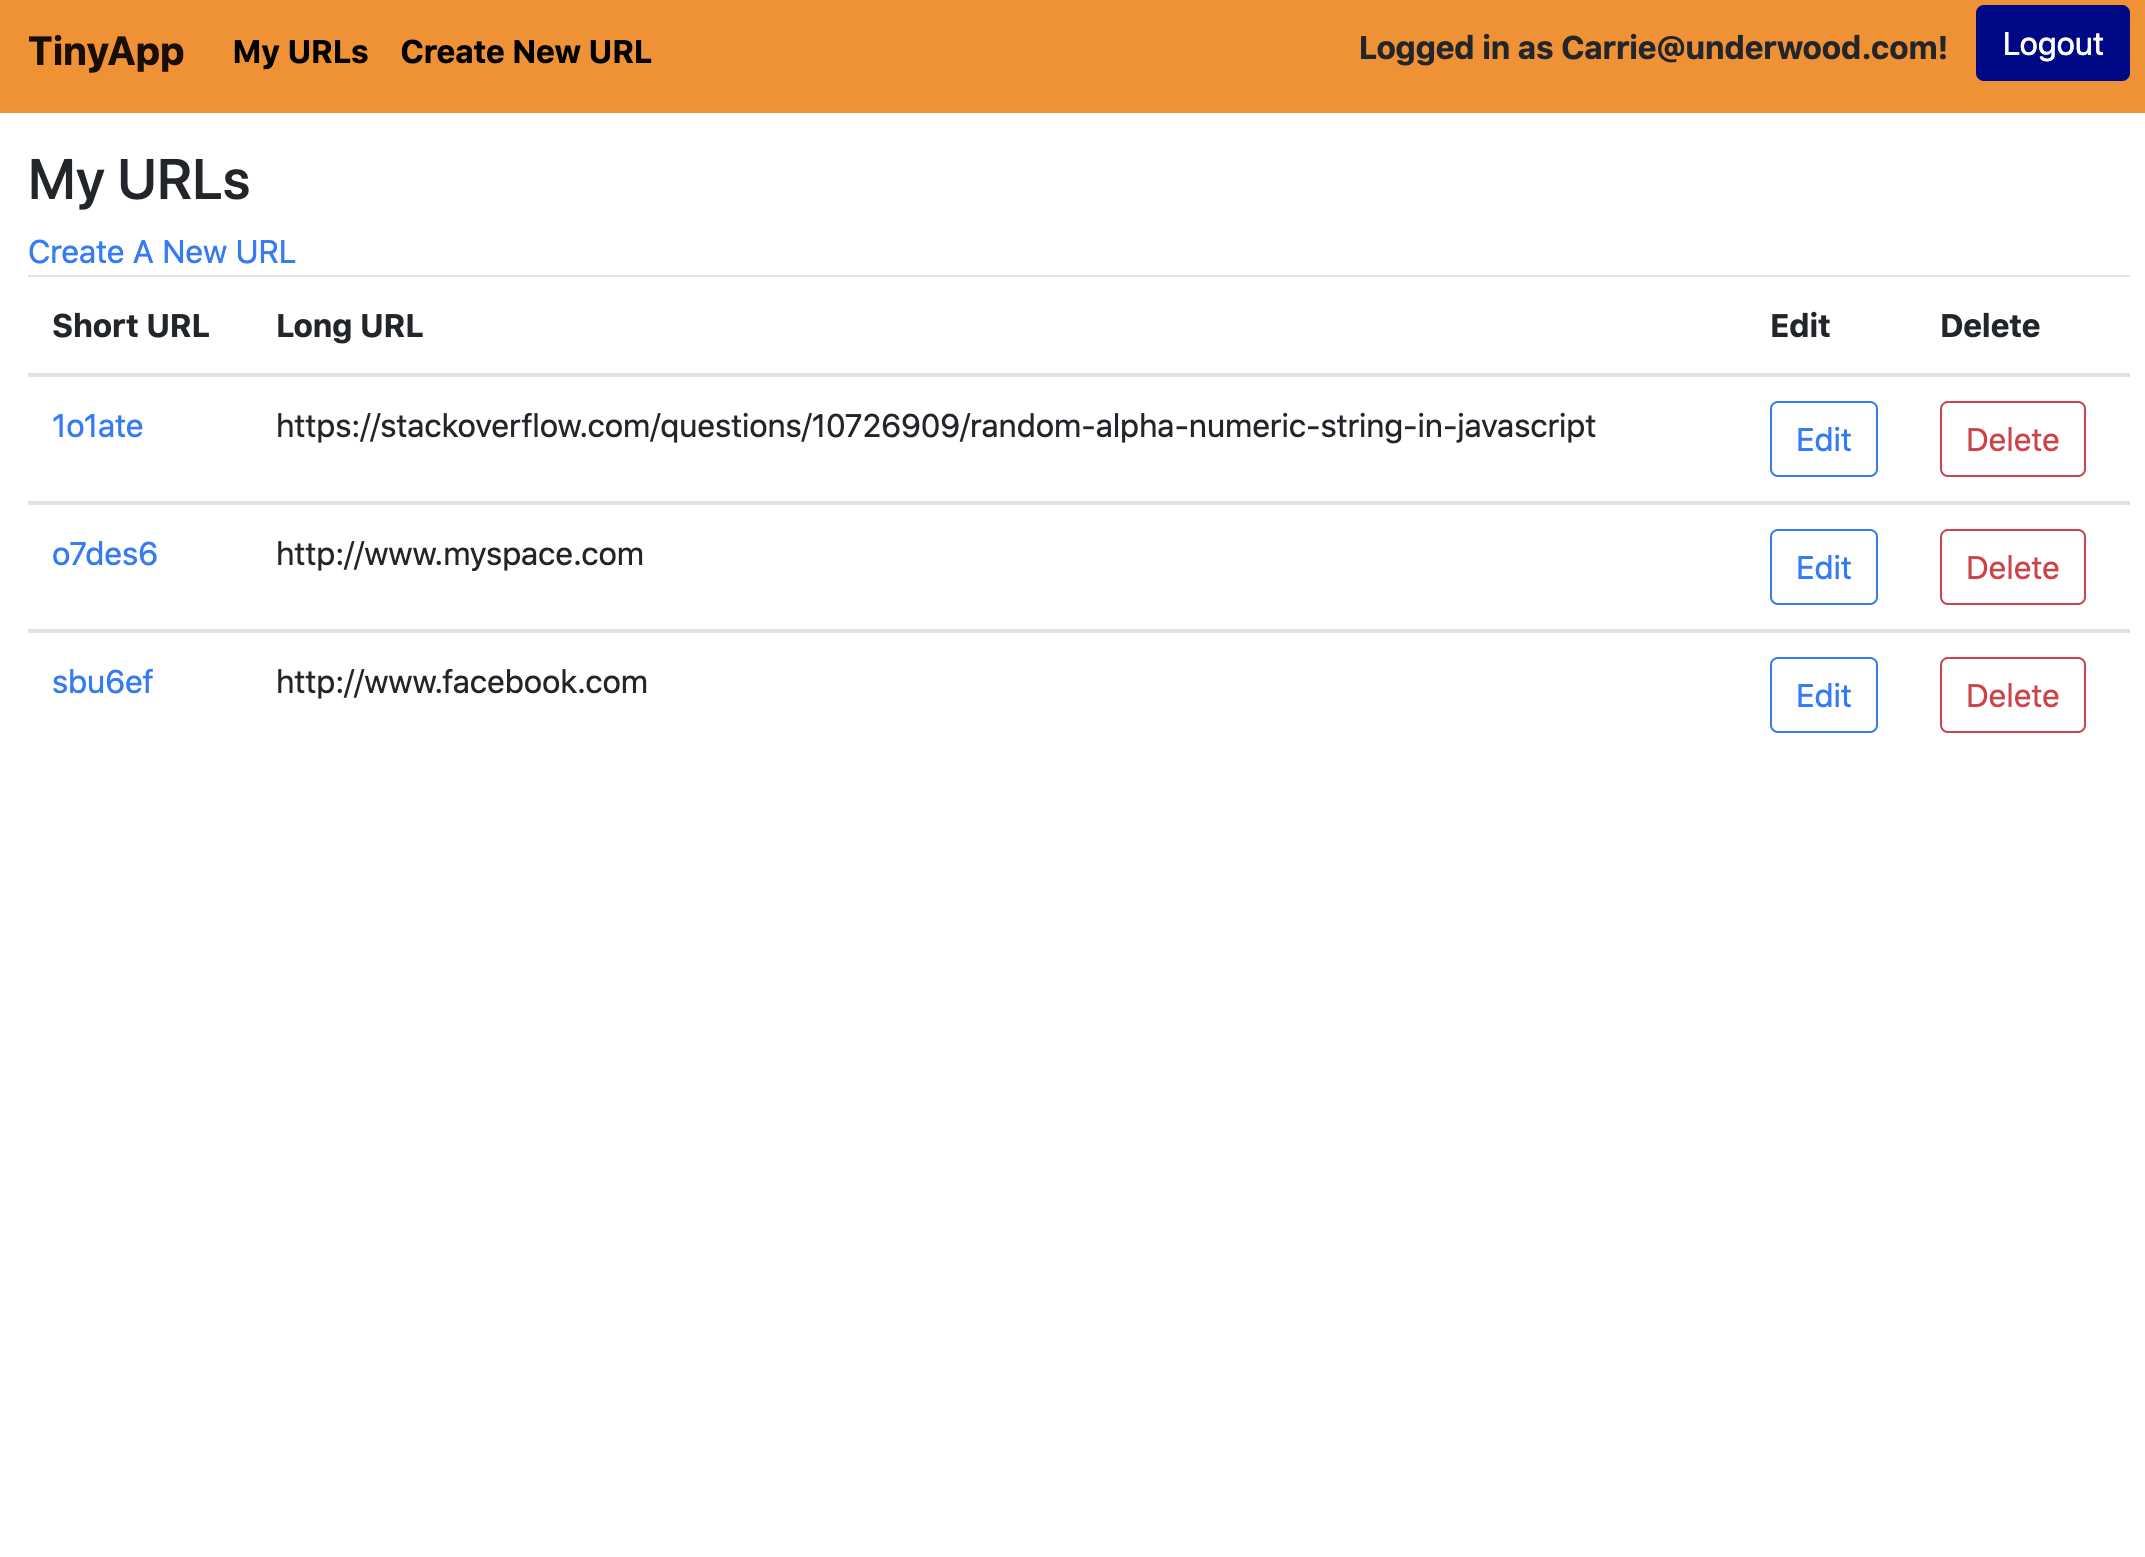 TinyApp My URLs Create New URL Logged in as Carrie@underwood.com! Logout
My URLs
Create A New URL
Short URL Long URL Edit Delete
1o1ate https://stackoverflow.com/questions/10726909/random-alpha-numeric-string-in-javascript Edit Delete
o7des6 http://www.myspace.com Edit Delete
sbu6ef http://www.facebook.com Edit Delete